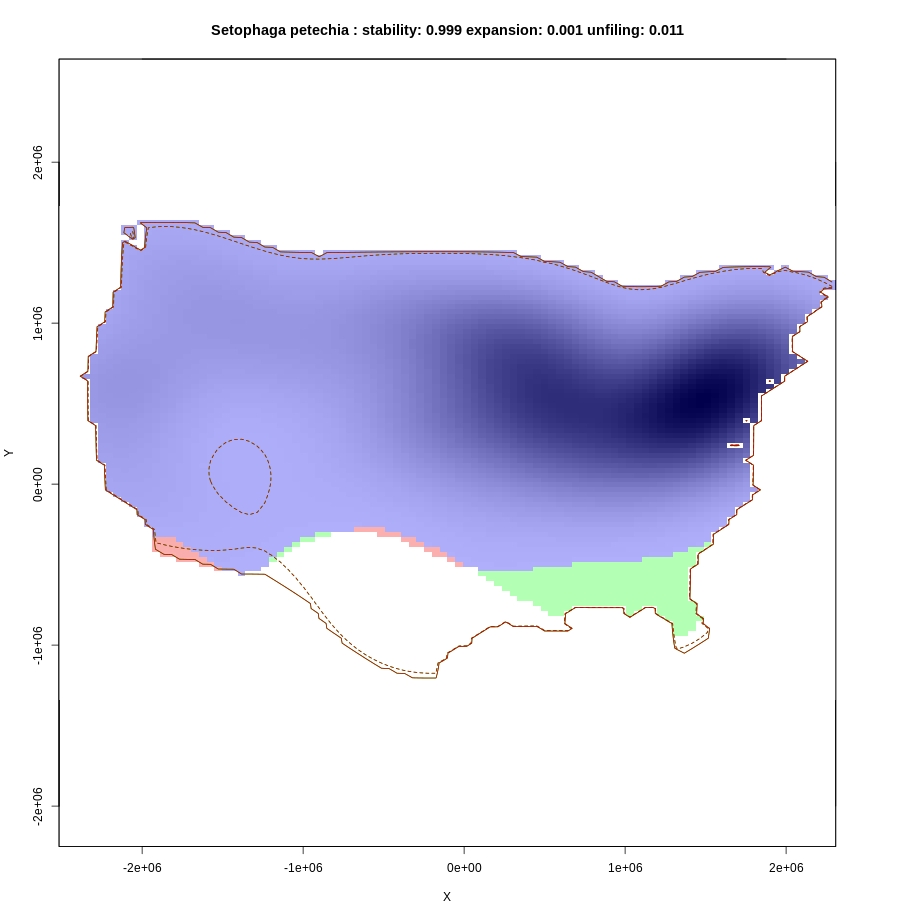 Setophaga petechia : stability: 0.999 expansion: 0.001 unfiling: 0.011
2e+06
1e+06
0e+00
-1e+06
-2e+06
Y
-2e+06 -1e+06 0e+00 1e+06 2e+06
X